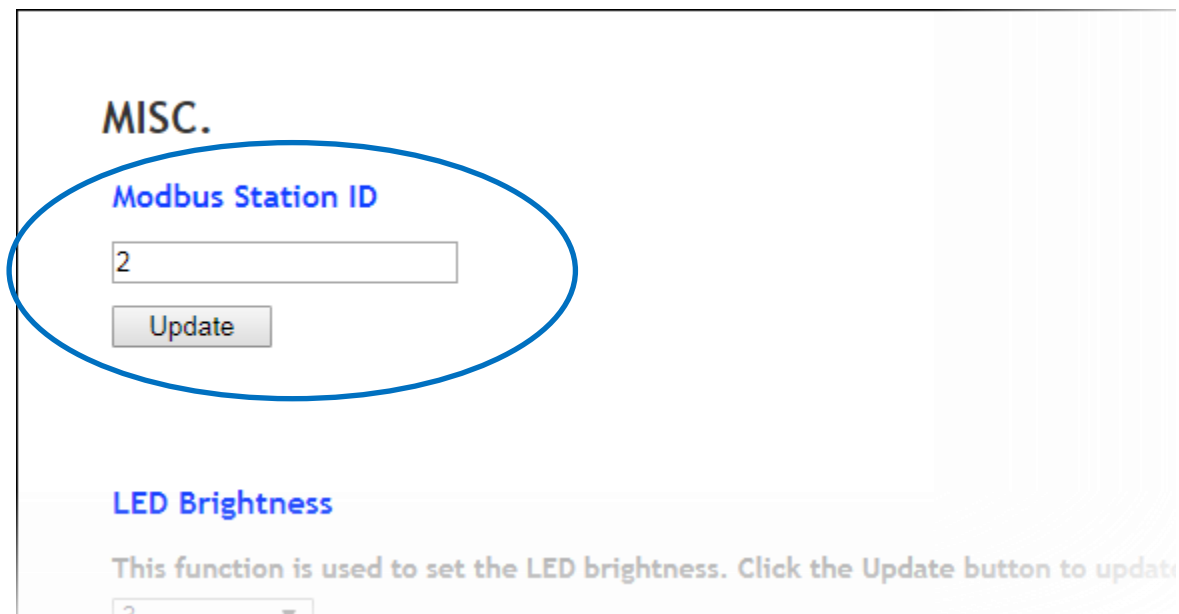 MISC.
Modbus Station ID
2
Update
LED Brightness
This function is used to set the LED brightness. Click the Update button to update